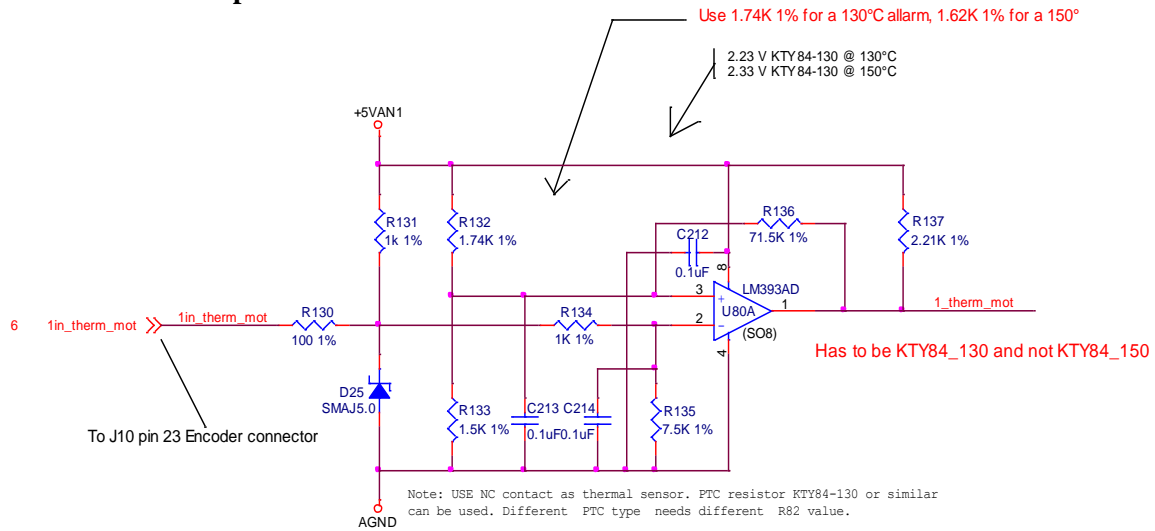 Use 1.74K 1% for a 130°C allarm, 1.62K 1% for a 150°
2.23 V KTY84-130 @ 130°C
2.33 V KTY84-130 @ 150°C
+5VAN1
R131
1k 1%
R132
1.74K 1%
R136
71.5K 1%
R137
2.21K 1%
C212
0.1uF
8
LM393AD
3
+
U80A
1
1_therm_mot
2
-
(SO8)
4
6
1in_therm_mot
1in_therm_mot
R130
100 1%
R134
1K 1%
Has to be KTY84_130 and not KTY84_150
D25
SMAJ5.0
R133
1.5K 1%
C213
0.1uF
C214
0.1uF
R135
7.5K 1%
To J10 pin 23 Encoder connector
Note: USE NC contact as thermal sensor. PTC resistor KTY84-130 or similar
can be used. Different PTC type needs different R82 value.
AGND